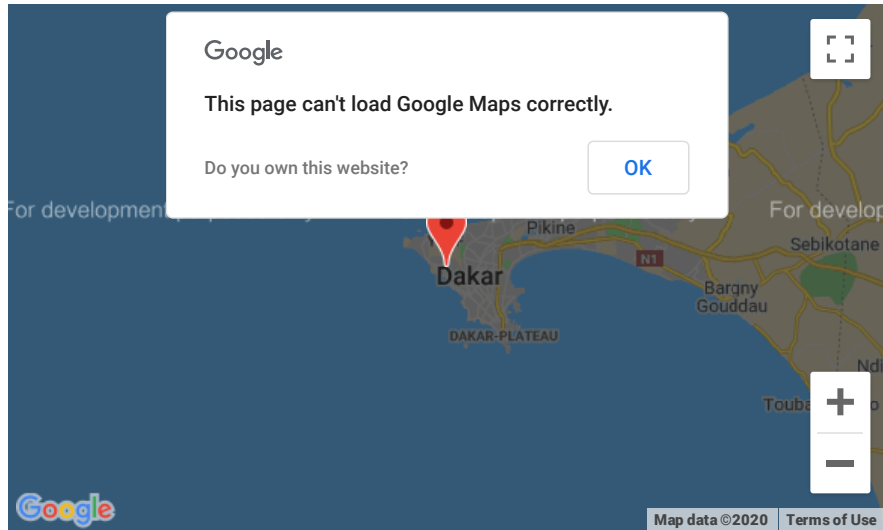 Google
This page can't load Google Maps correctly.
Do you own this website?
OK
For development
For develop
Pikine
Sebikotane
N1
Dakar
Bargny
Gouddau
DAKAR-PLATEAU
Google
Map data ©2020
Terms of Use